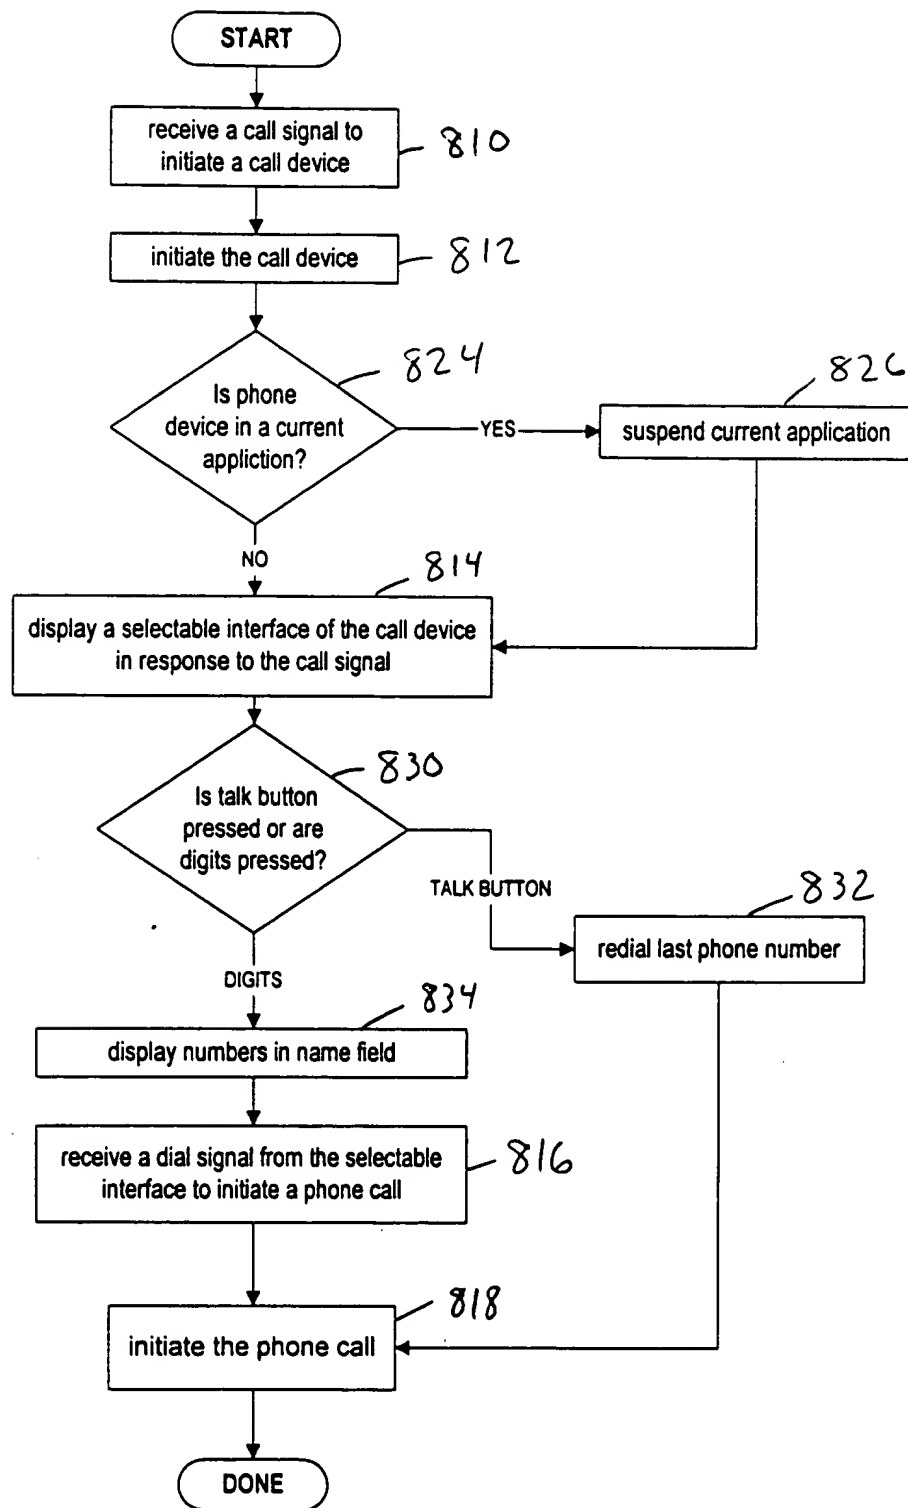 START
receive a call signal to
initiate a call device
810
initiate the call device
812
824
Is phone
device in a current
appliction?
YES
826
suspend current application
NO
814
display a selectable interface of the call device
in response to the call signal
830
Is talk button
pressed or are
digits pressed?
TALK BUTTON
832
redial last phone number
DIGITS
834
display numbers in name field
receive a dial signal from the selectable
interface to initiate a phone call
816
818
initiate the phone call
DONE